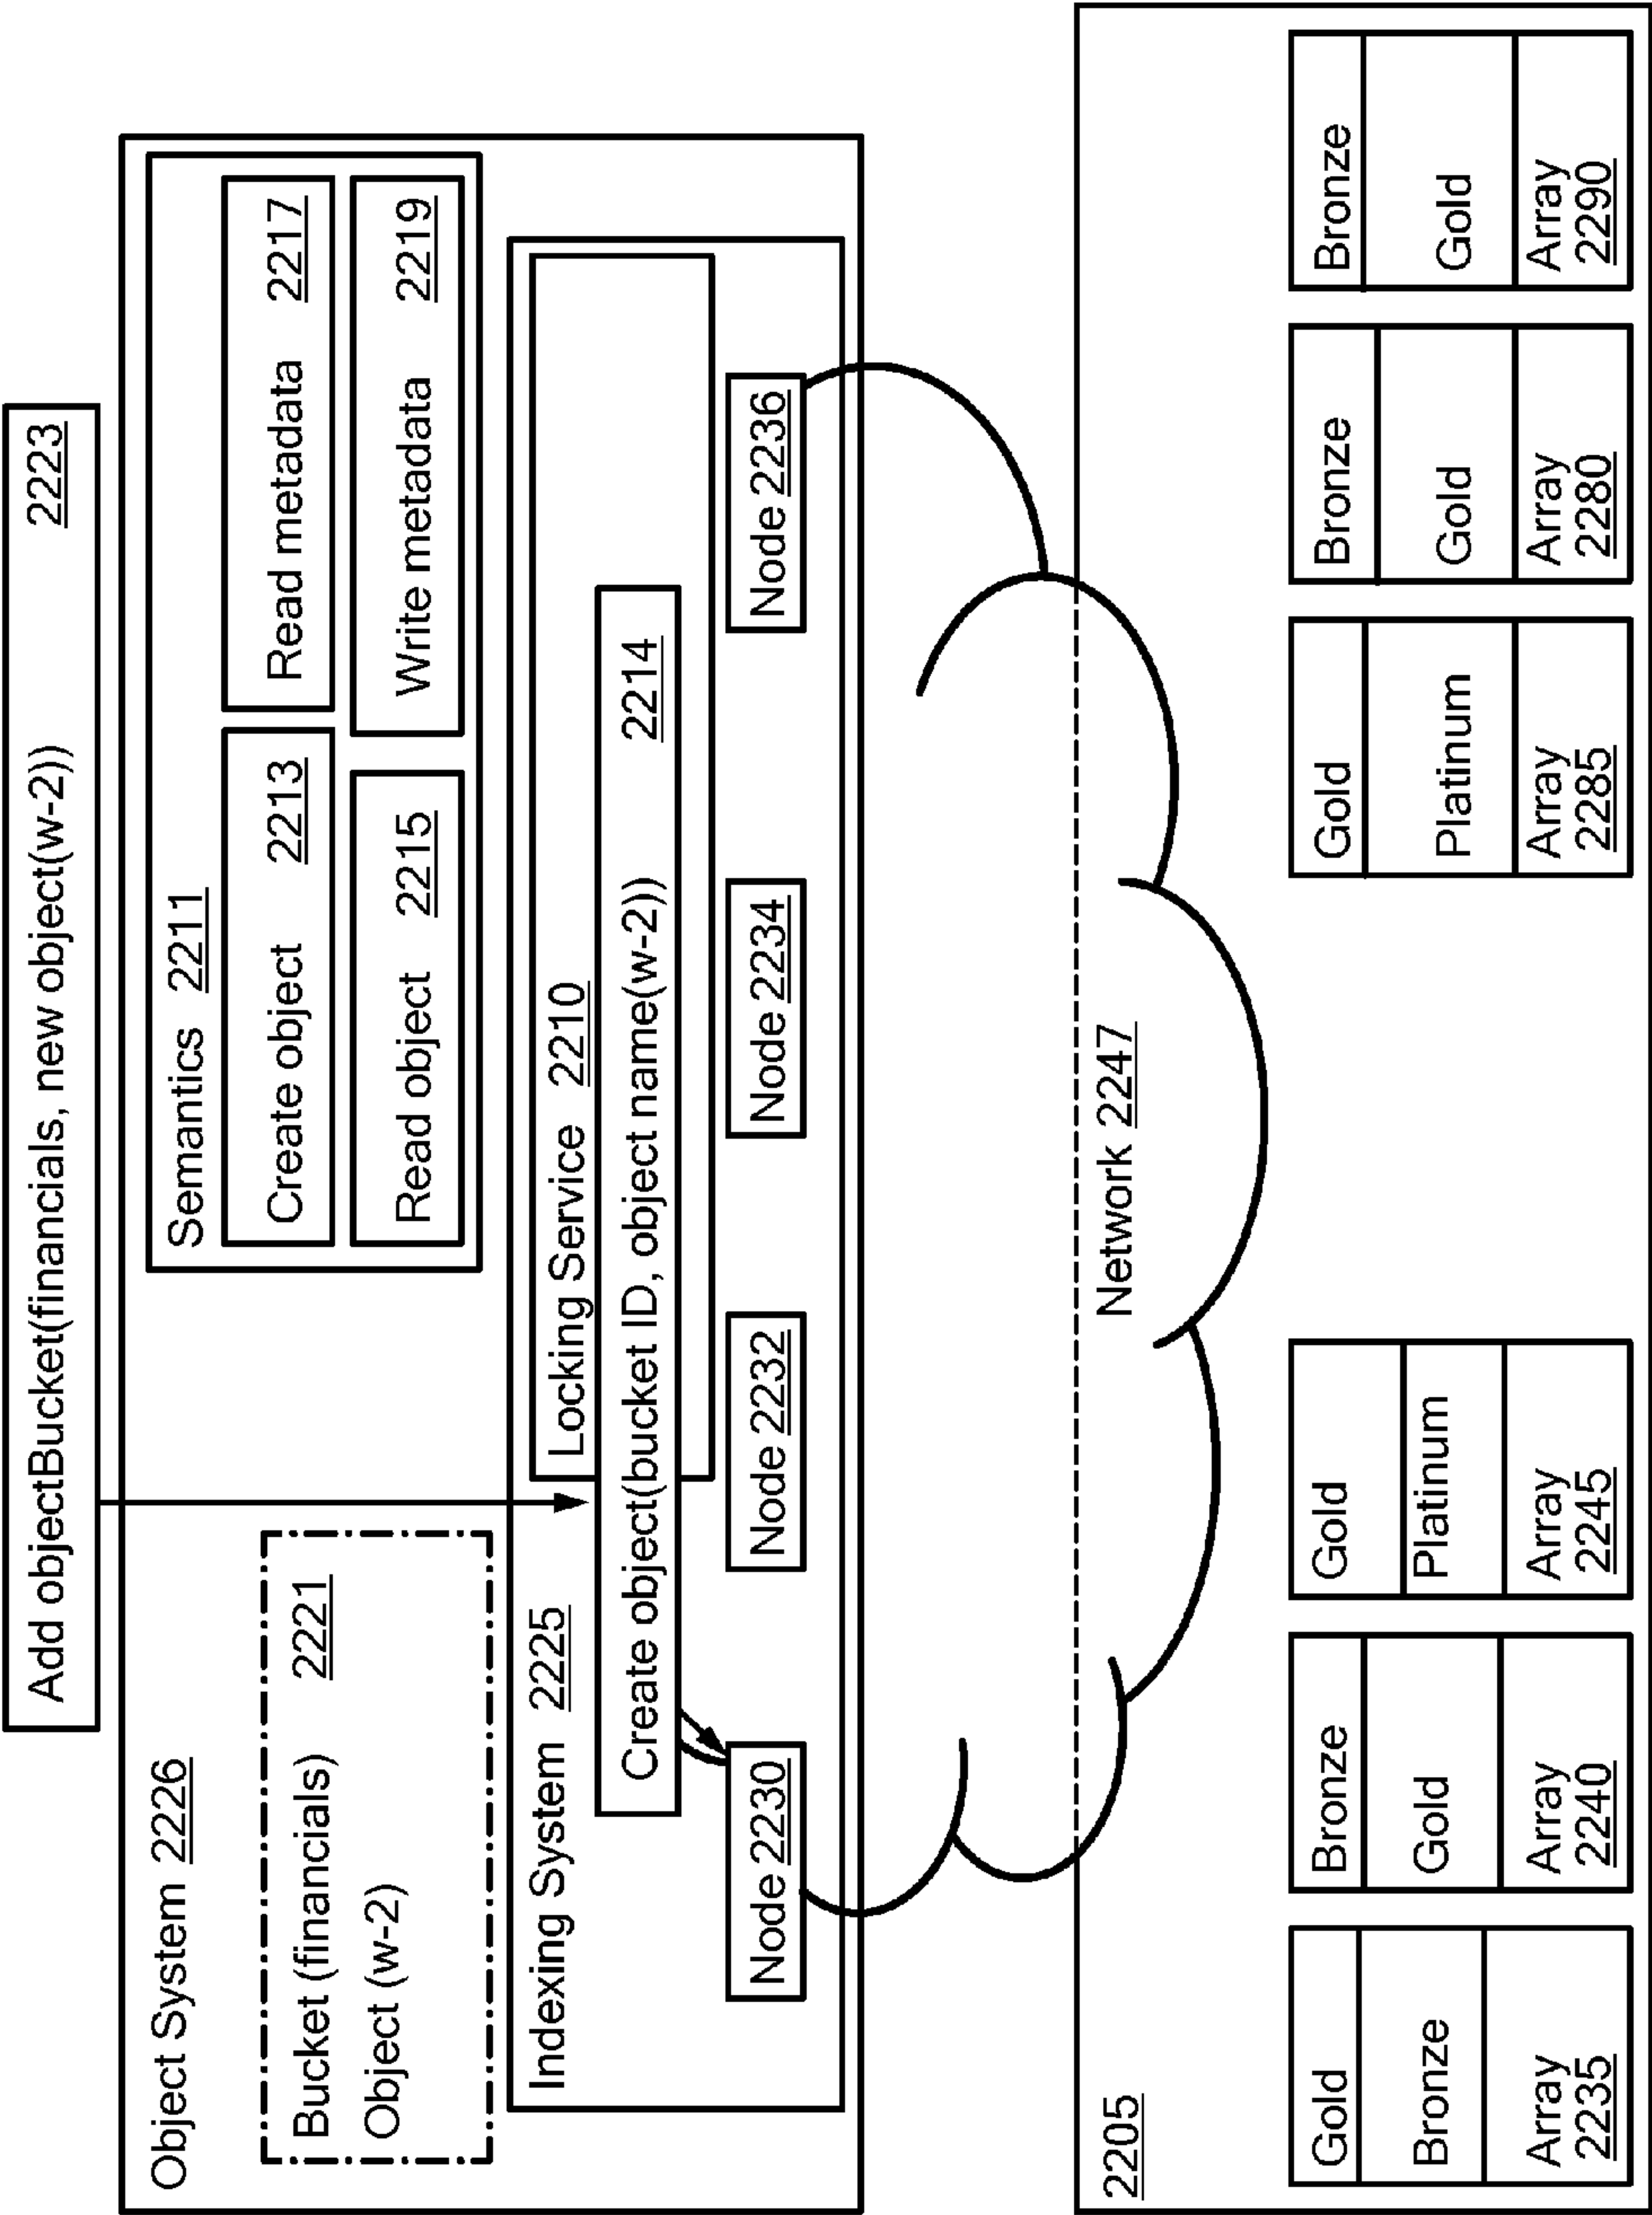 Add objectBucket(financials, new object(w-2)) 2223
Object System 2226
Semantics 2211
Create object 2213
Read metadata 2217
Read object 2215
Write metadata 2219
Bucket (financials) 2221
Object (w-2)
Indexing System 2225
Locking Service 2210
Create object(bucket ID, object name(w-2)) 2214
Node 2230
Node 2232
Node 2234
Node 2236
Network 2247
2205
Gold
Bronze
Array
2235
Bronze
Gold
Array
2240
Gold
Platinum
Array
2245
Gold
Platinum
Array
2285
Bronze
Gold
Array
2280
Bronze
Gold
Array
2290